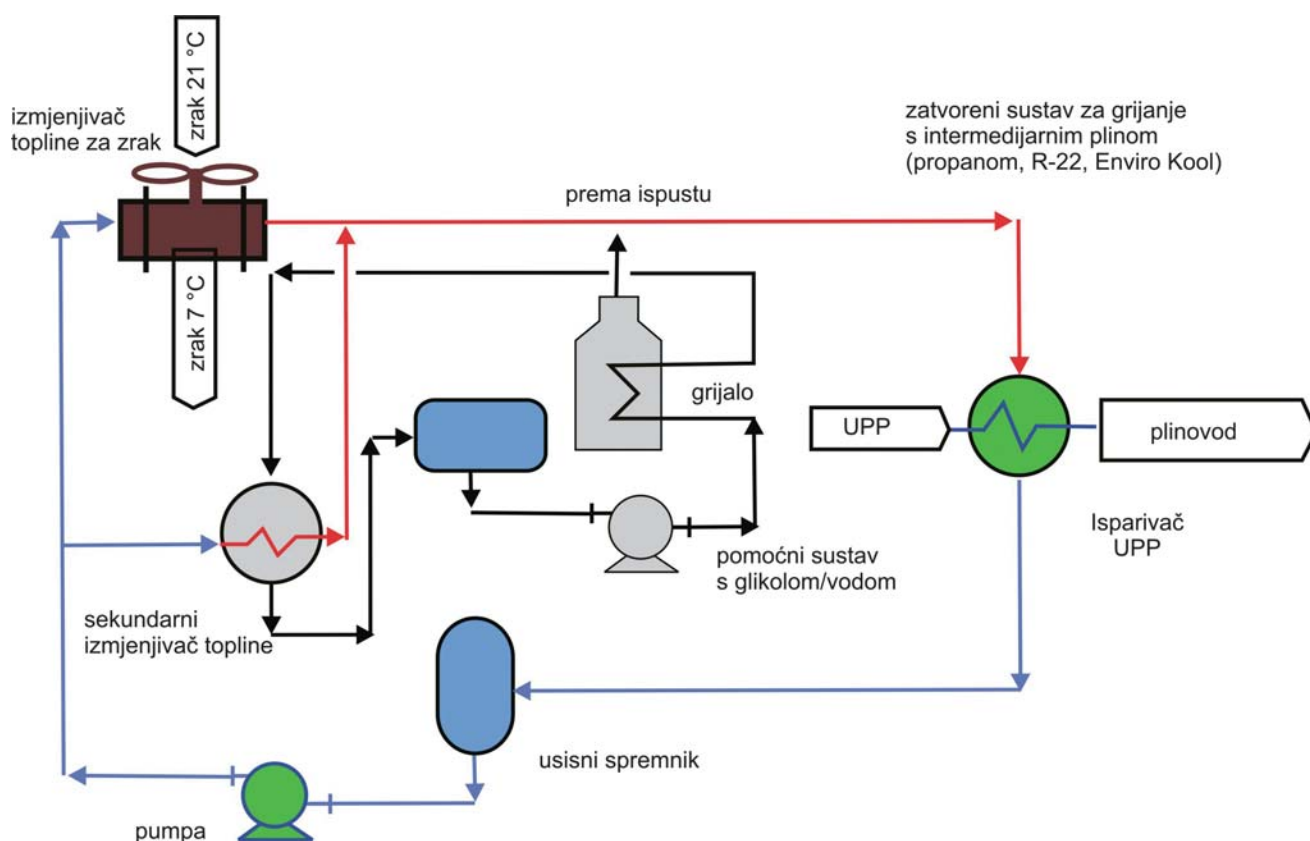 zrak 21 °C
izmjenjivač
topline za zrak
zatvoreni sustav za grijanje
s intermedijarnim plinom
(propanom, R-22, Enviro Kool)
prema ispustu
zrak 7 °C
grijalo
UPP
plinovod
Isparivač
UPP
pomoćni sustav
s glikolom/vodom
sekundarni
izmjenjivač topline
usisni spremnik
pumpa